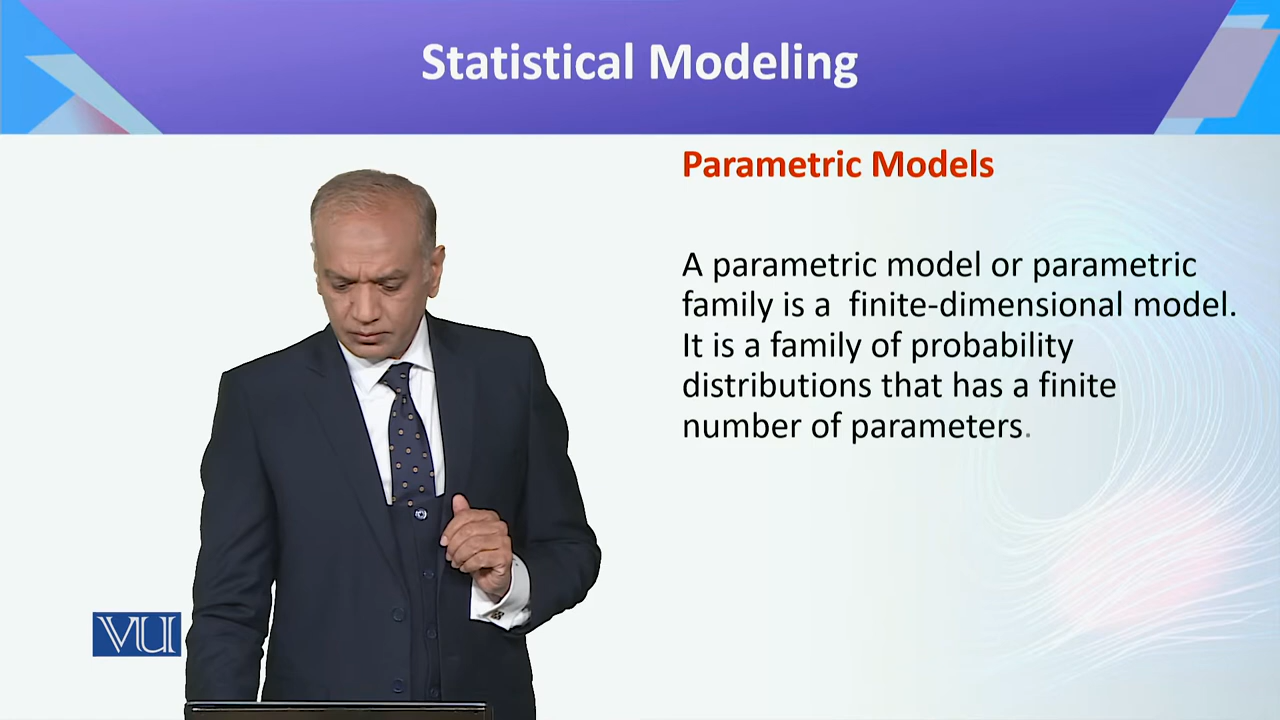 Statistical Modeling
Parametric Models
A parametric model or parametric
family is a finite-dimensional model.
It is a family of probability
distributions that has a finite
number of parameters.
VU